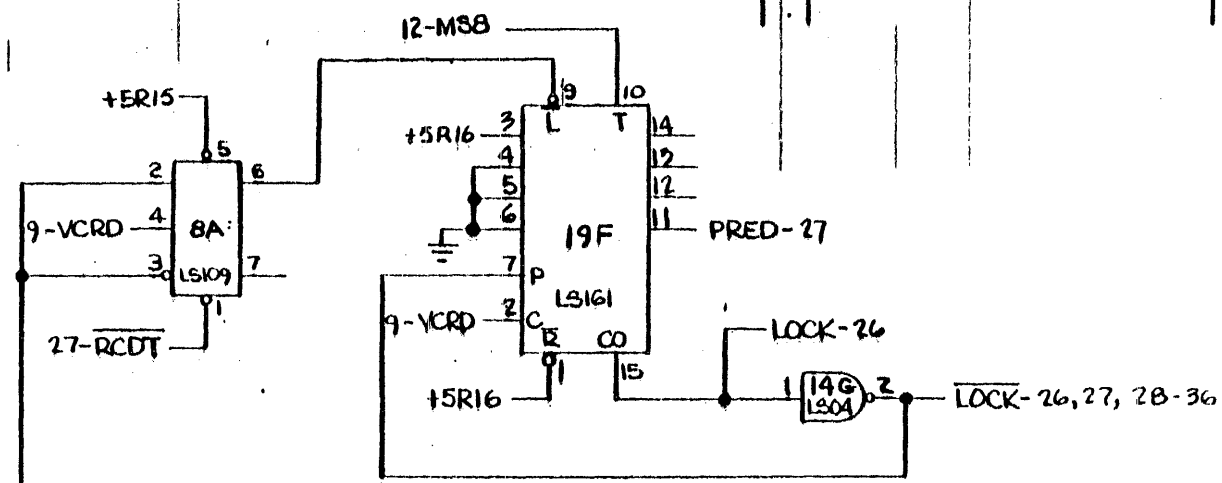 12-MS8
+5R15
5
2
6
9-VCRD
4
8A
3
LS109
7
1
27-RCDT
9
10
L
T
+5R16
3
14
4
13
5
12
6
11
PRED-27
19F
7
P
LS161
9-VCRD
2
C
R
CO
1
15
+5R16
LOCK-26
1
14G
LS04
2
LOCK-26, 27, 28-36